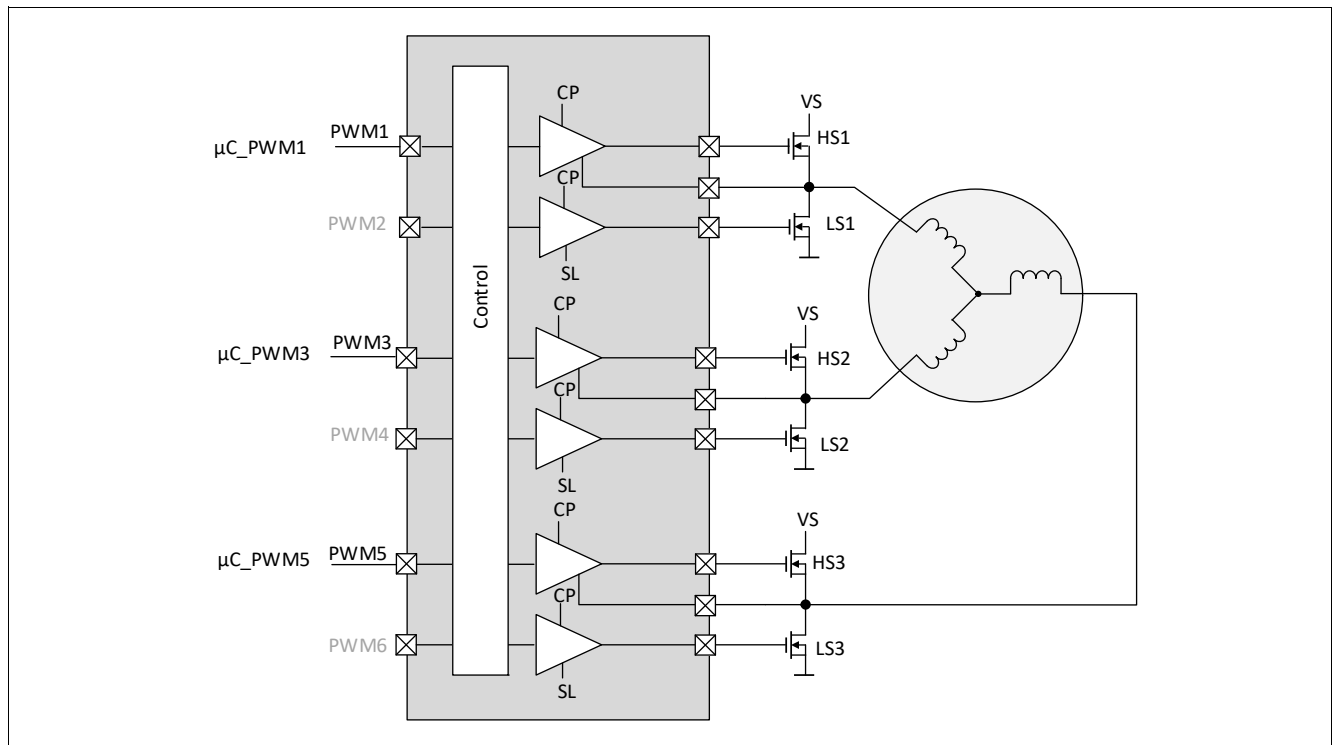 CP
VS
μC_PWM1 PWM1
HS1
CP
PWM2
LS1
SL
Control
CP
VS
μC_PWM3 PWM3
HS2
CP
PWM4
LS2
SL
CP
VS
μC_PWM5 PWM5
HS3
CP
PWM6
LS3
SL